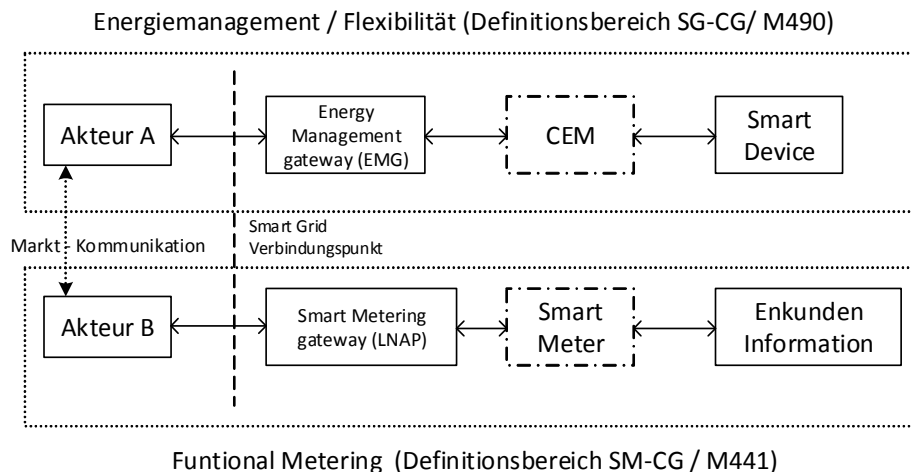 Energiemanagement / Flexibilität (Definitionsbereich SG-CG/ M490)
Akteur A
Energy
Management
gateway (EMG)
CEM
Smart
Device
Markt - Kommunikation
Smart Grid
Verbindungspunkt
Akteur B
Smart Metering
gateway (LNAP)
Smart
Meter
Enkunden
Information
Funtional Metering (Definitionsbereich SM-CG / M441)